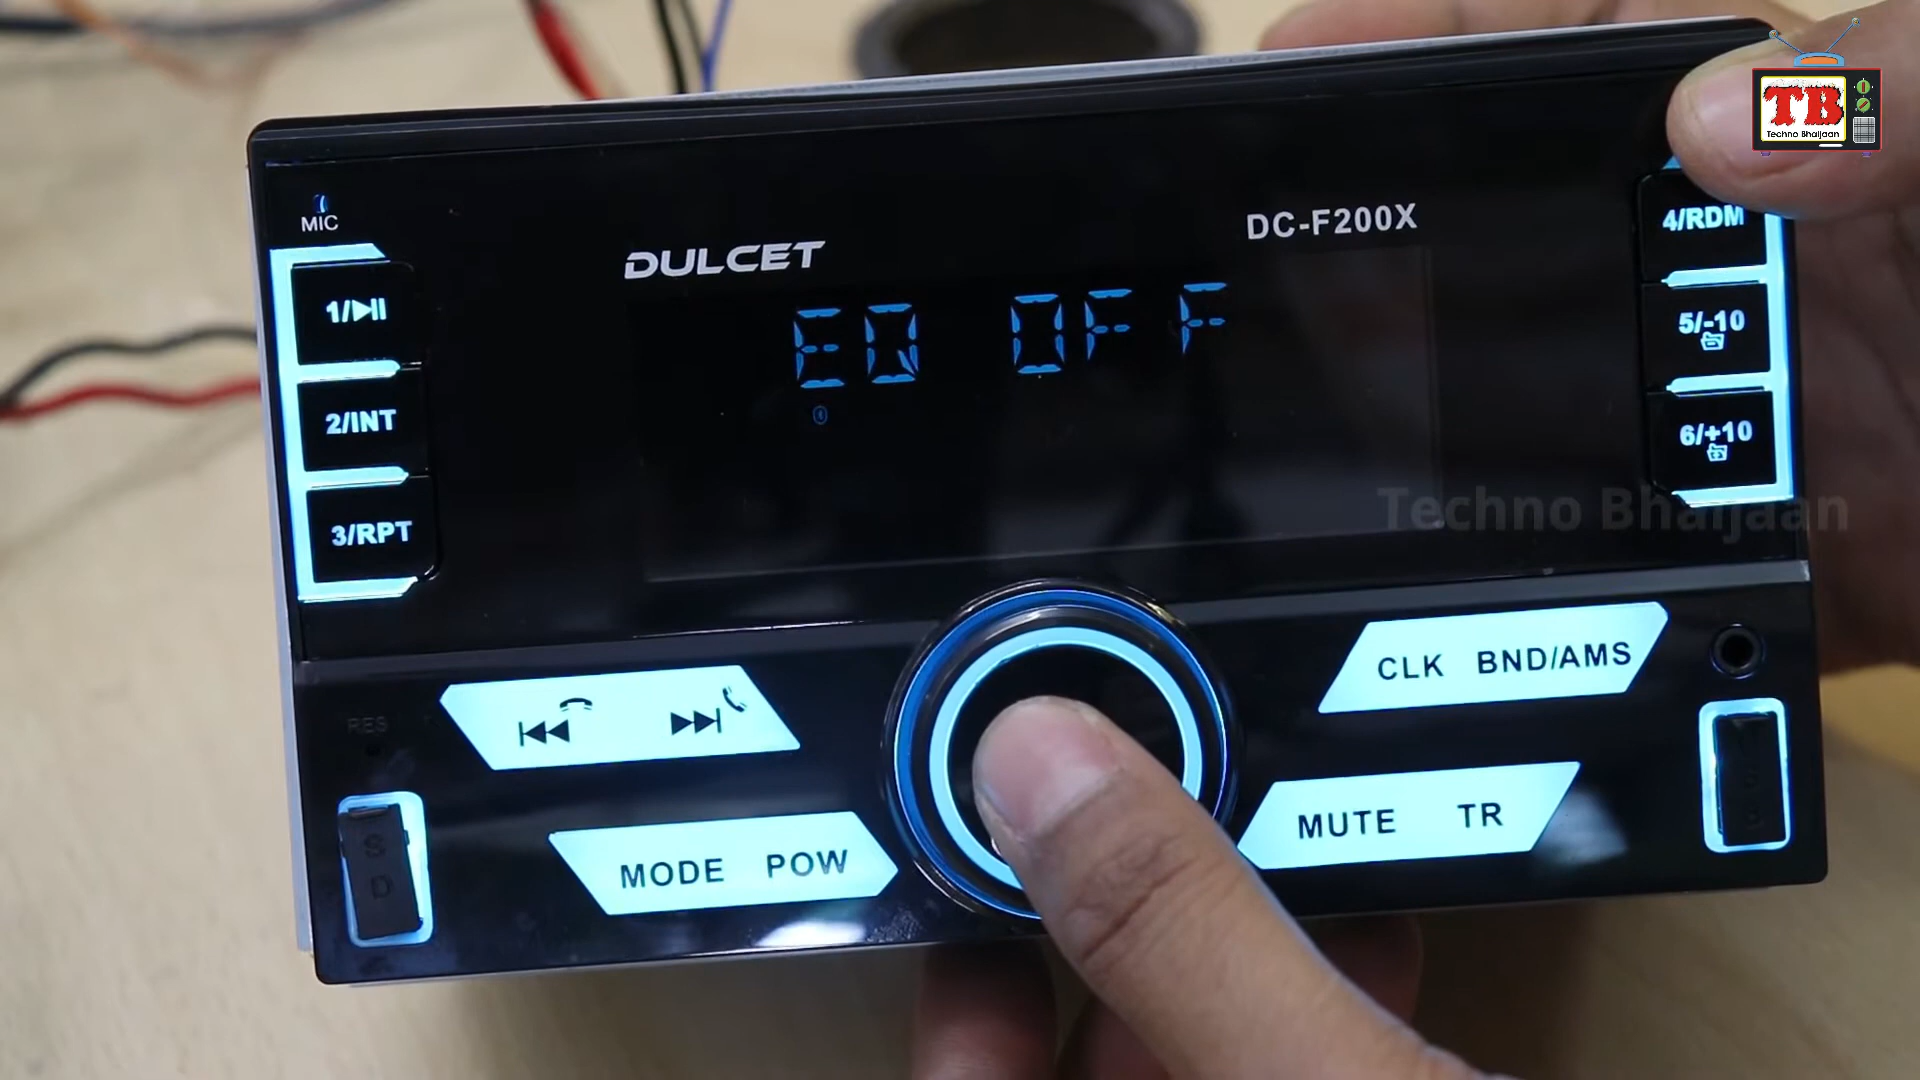 TB
Techno Bhaijaan
MIC
DULCET
DC-F200X
EQ OFF
1/
2/INT
3/RPT
4/RDM
5/-10
6/+10
Techno Bhaijaan
RES
CLK BND/AMS
MODE POW
MUTE TR
SD